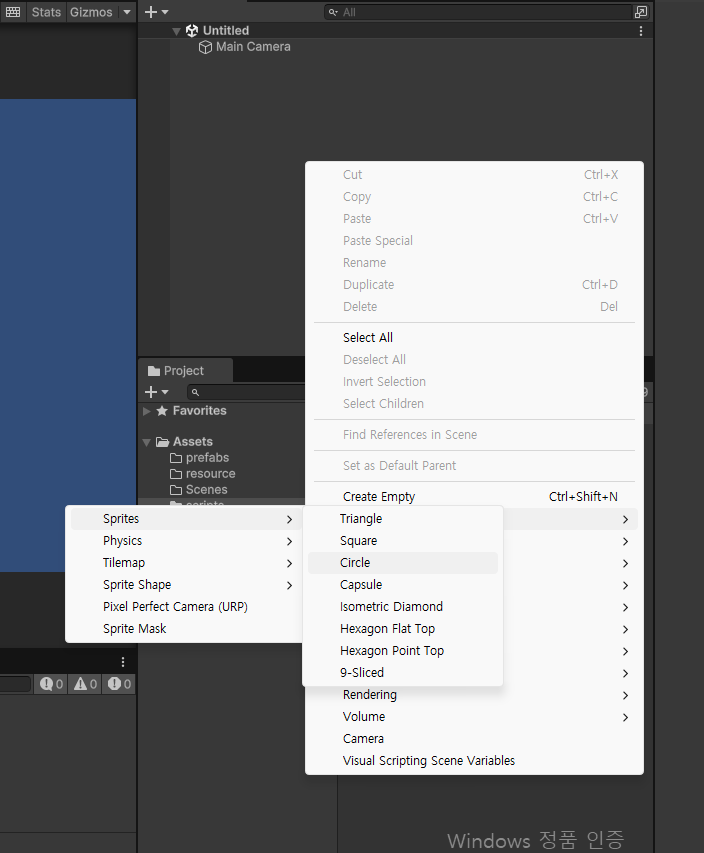 Stats Gizmos
All
Untitled
Main Camera
Cut Ctrl+X
Copy Ctrl+C
Paste Ctrl+V
Paste Special
Rename
Duplicate Ctrl+D
Delete Del
Select All
Deselect All
Invert Selection
Select Children
Find References in Scene
Set as Default Parent
Create Empty Ctrl+Shift+N
Project
9
Favorites
Assets
prefabs
resource
Scenes
scripts
Sprites
Physics
Tilemap
Sprite Shape
Pixel Perfect Camera (URP)
Sprite Mask
Triangle
Square
Circle
Capsule
Isometric Diamond
Hexagon Flat Top
Hexagon Point Top
9-Sliced
Rendering
Volume
Camera
Visual Scripting Scene Variables
0 0 0
Windows 정품 인증